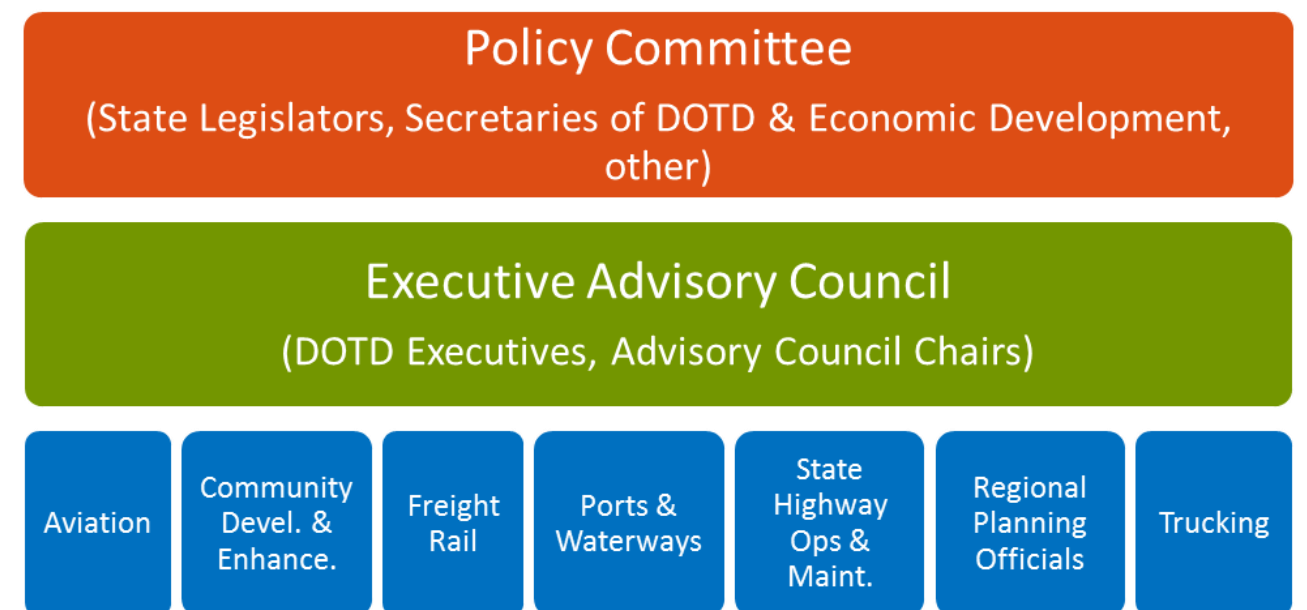 Policy Committee
(State Legislators, Secretaries of DOTD & Economic Development,
other)
Executive Advisory Council
(DOTD Executives, Advisory Council Chairs)
Aviation
Community
Devel. &
Enhance.
Freight
Rail
Ports &
Waterways
State
Highway
Ops &
Maint.
Regional
Planning
Officials
Trucking